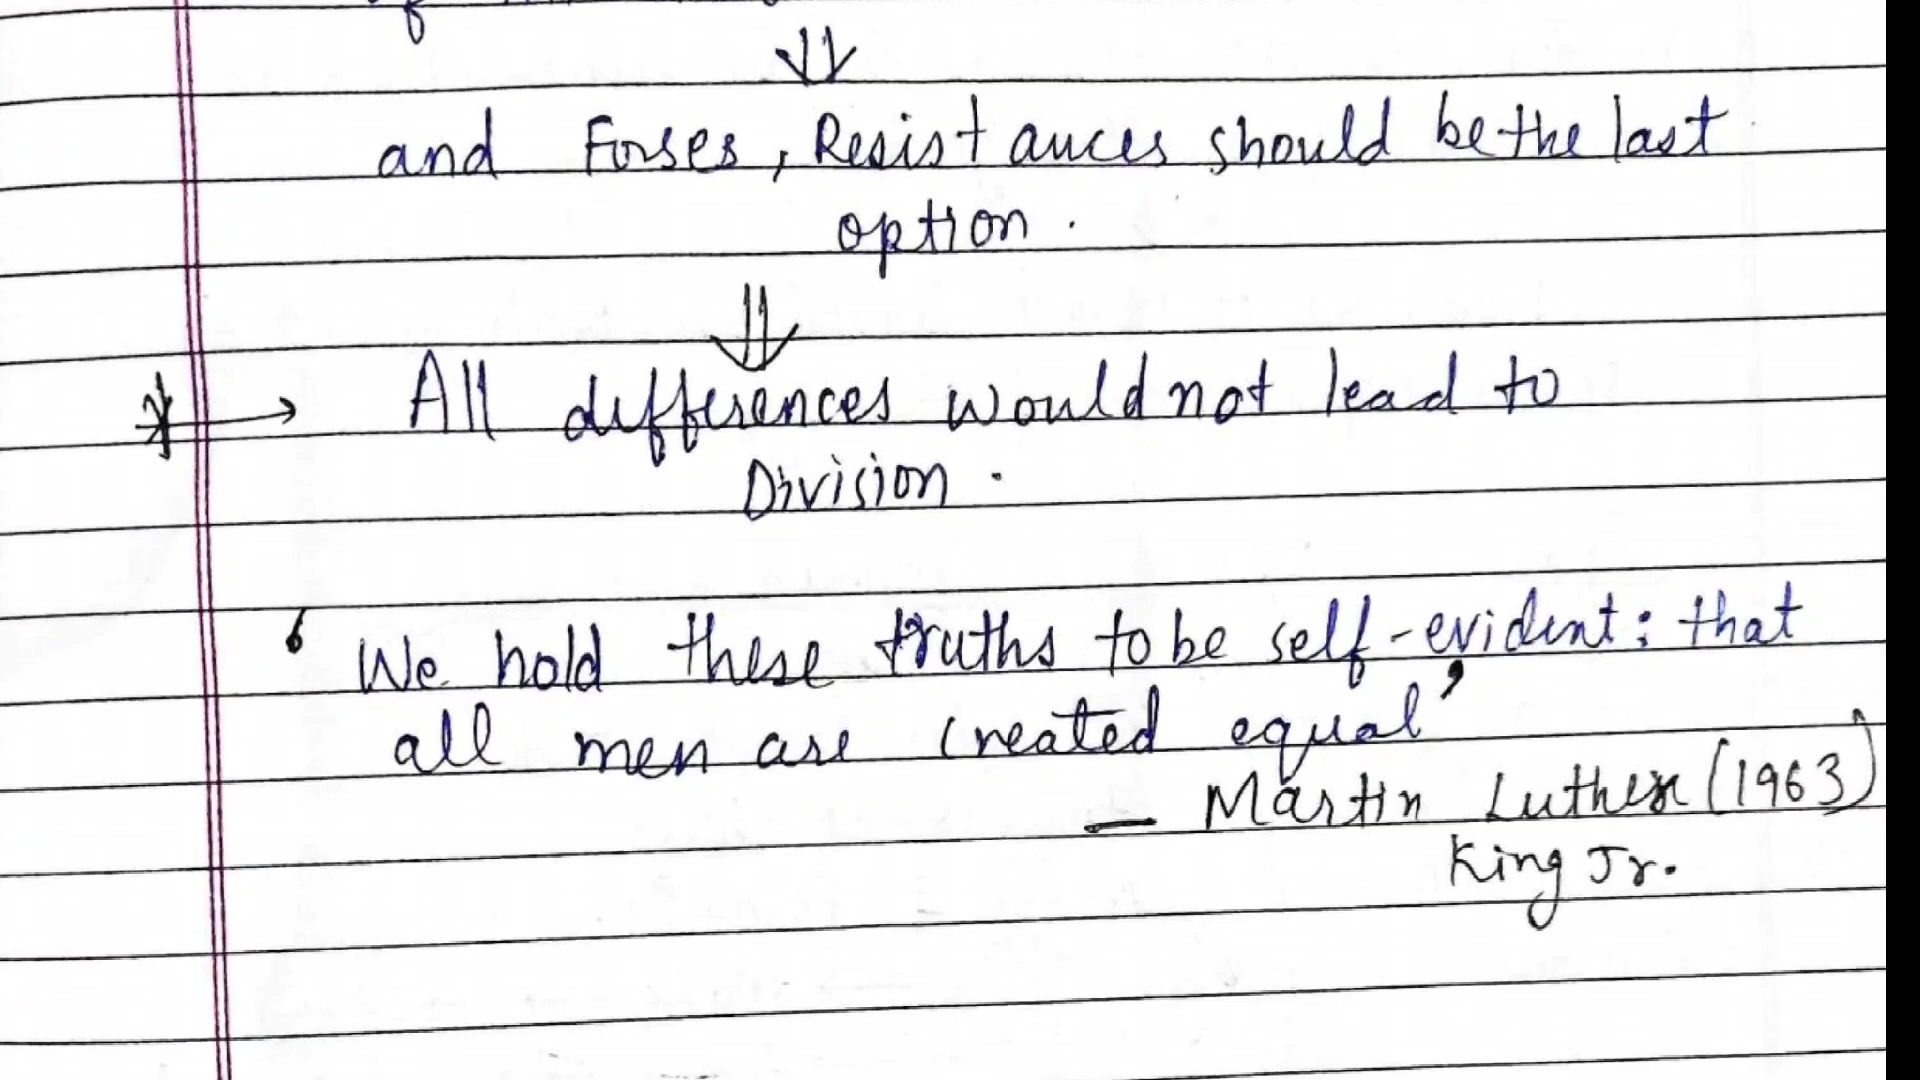 of
and Forses, Resistances should be the last
option.
All differences would not lead to
Division.
'We hold these truths to be self-evident: that
all men are created equal'
— Martin Luther (1963)
King Jr.